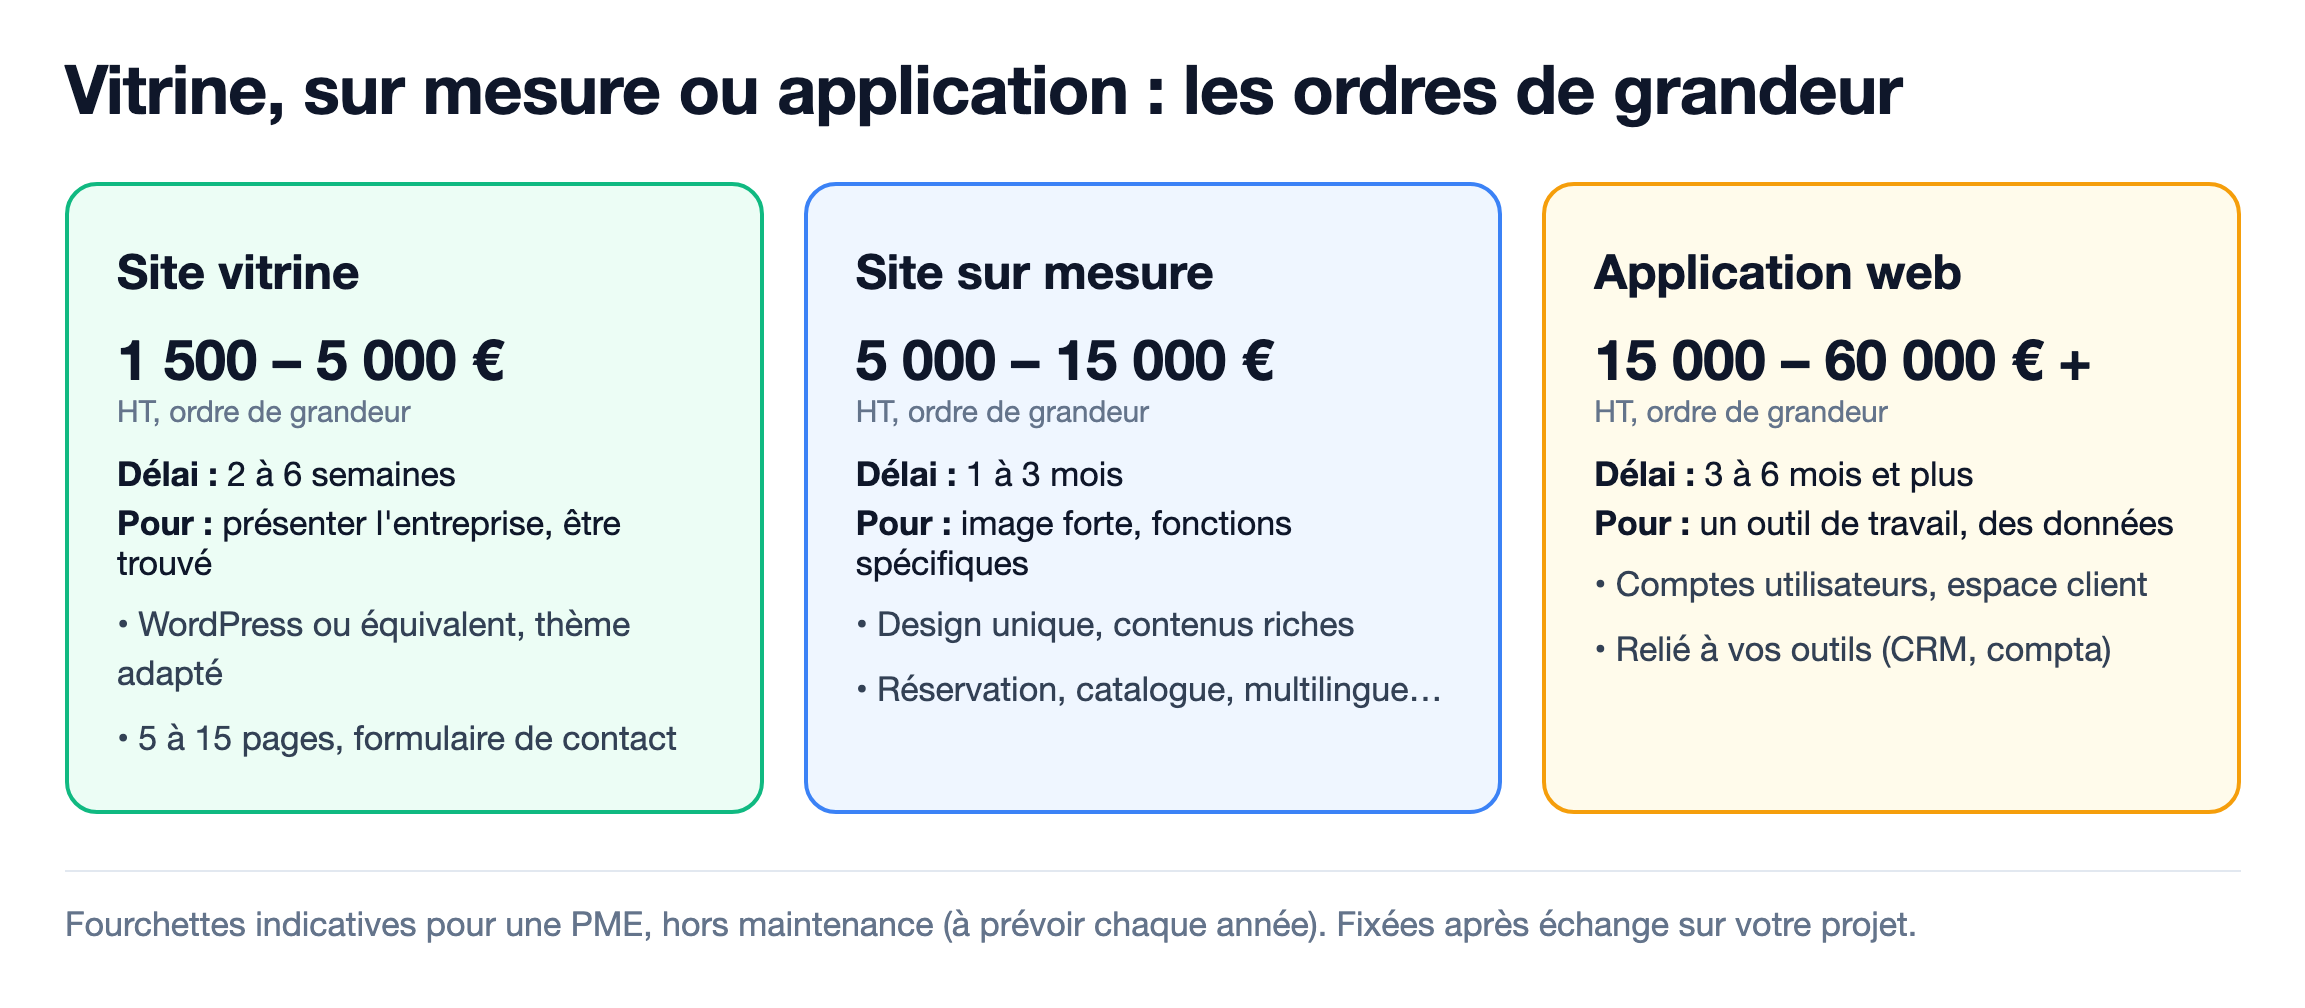 Vitrine, sur mesure ou application : les ordres de grandeur
Site vitrine
1 500 – 5 000 €
HT, ordre de grandeur
Délai : 2 à 6 semaines
Pour : présenter l'entreprise, être
trouvé
• WordPress ou équivalent, thème
adapté
• 5 à 15 pages, formulaire de contact
Site sur mesure
5 000 – 15 000 €
HT, ordre de grandeur
Délai : 1 à 3 mois
Pour : image forte, fonctions
spécifiques
• Design unique, contenus riches
• Réservation, catalogue, multilingue…
Application web
15 000 – 60 000 € +
HT, ordre de grandeur
Délai : 3 à 6 mois et plus
Pour : un outil de travail, des données
• Comptes utilisateurs, espace client
• Relié à vos outils (CRM, compta)
Fourchettes indicatives pour une PME, hors maintenance (à prévoir chaque année). Fixées après échange sur votre projet.